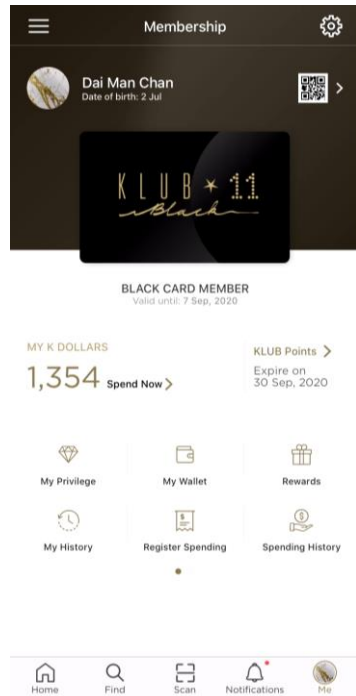 Membership
Dai Man Chan
Date of birth: 2 Jul
KLUB★11
Black
BLACK CARD MEMBER
Valid until: 7 Sep, 2020
MY K DOLLARS
KLUB Points >
1,354 Spend Now >
Expire on
30 Sep, 2020
My Privilege
My Wallet
Rewards
My History
Register Spending
Spending History
Home
Find
Scan
Notifications
Me